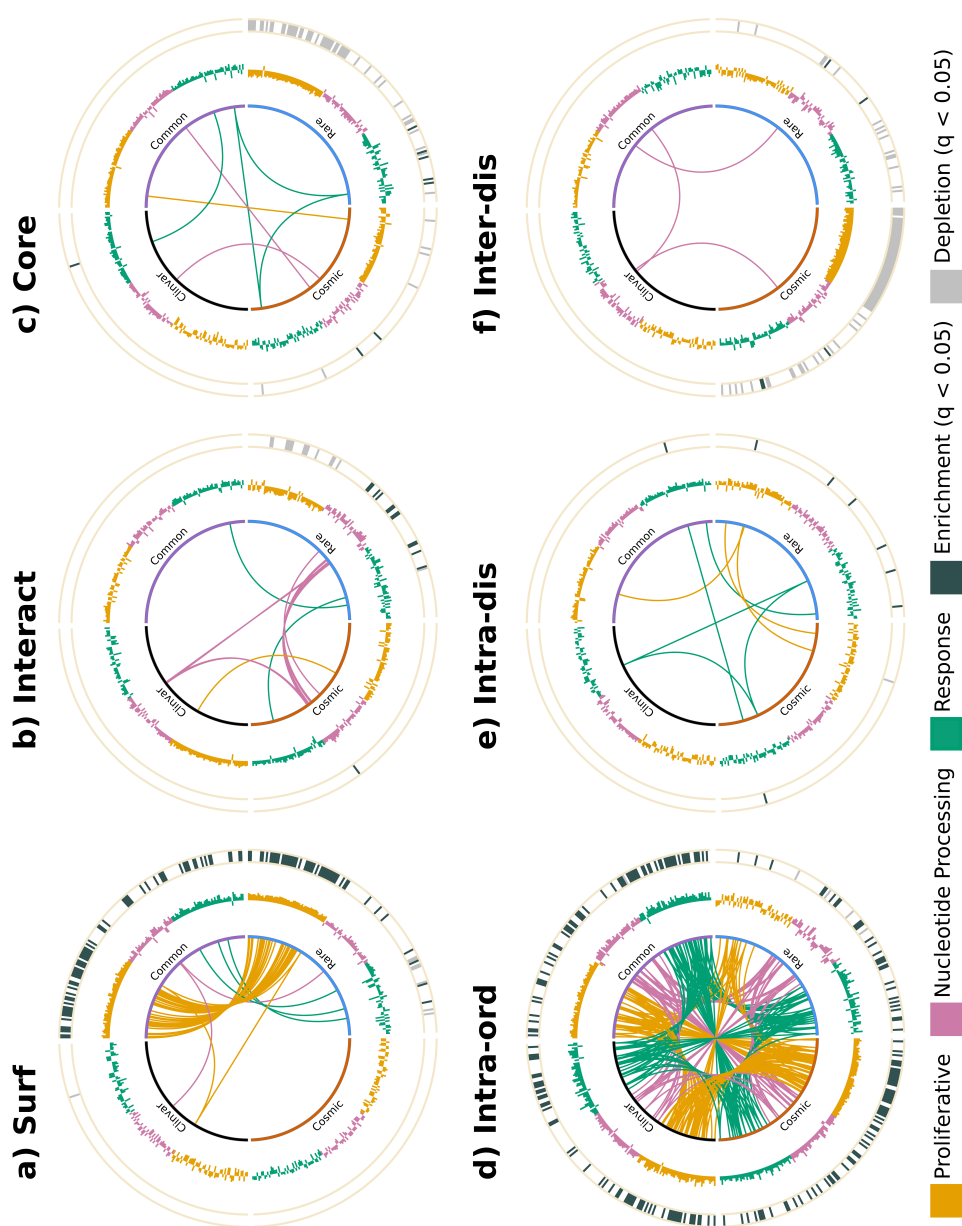 a) Surf
Common
Rare
Cosmic
Clinvar
b) Interact
Common
Rare
Cosmic
Clinvar
c) Core
Common
Rare
Cosmic
Clinvar
d) Intra-ord
Common
Rare
Cosmic
Clinvar
e) Intra-dis
Common
Rare
Cosmic
Clinvar
f) Inter-dis
Common
Rare
Cosmic
Clinvar
Proliferative Nucleotide Processing Response Enrichment (q < 0.05) Depletion (q < 0.05)